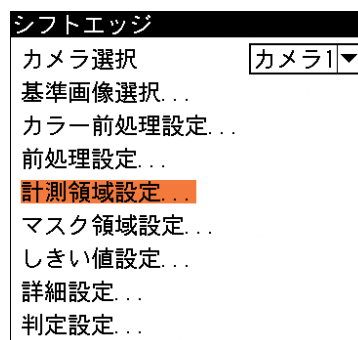 シフトエッジ
カメラ選択 カメラ1
基準画像選択...
カラー前処理設定...
前処理設定...
計測領域設定...
マスク領域設定...
しきい値設定...
詳細設定...
判定設定...